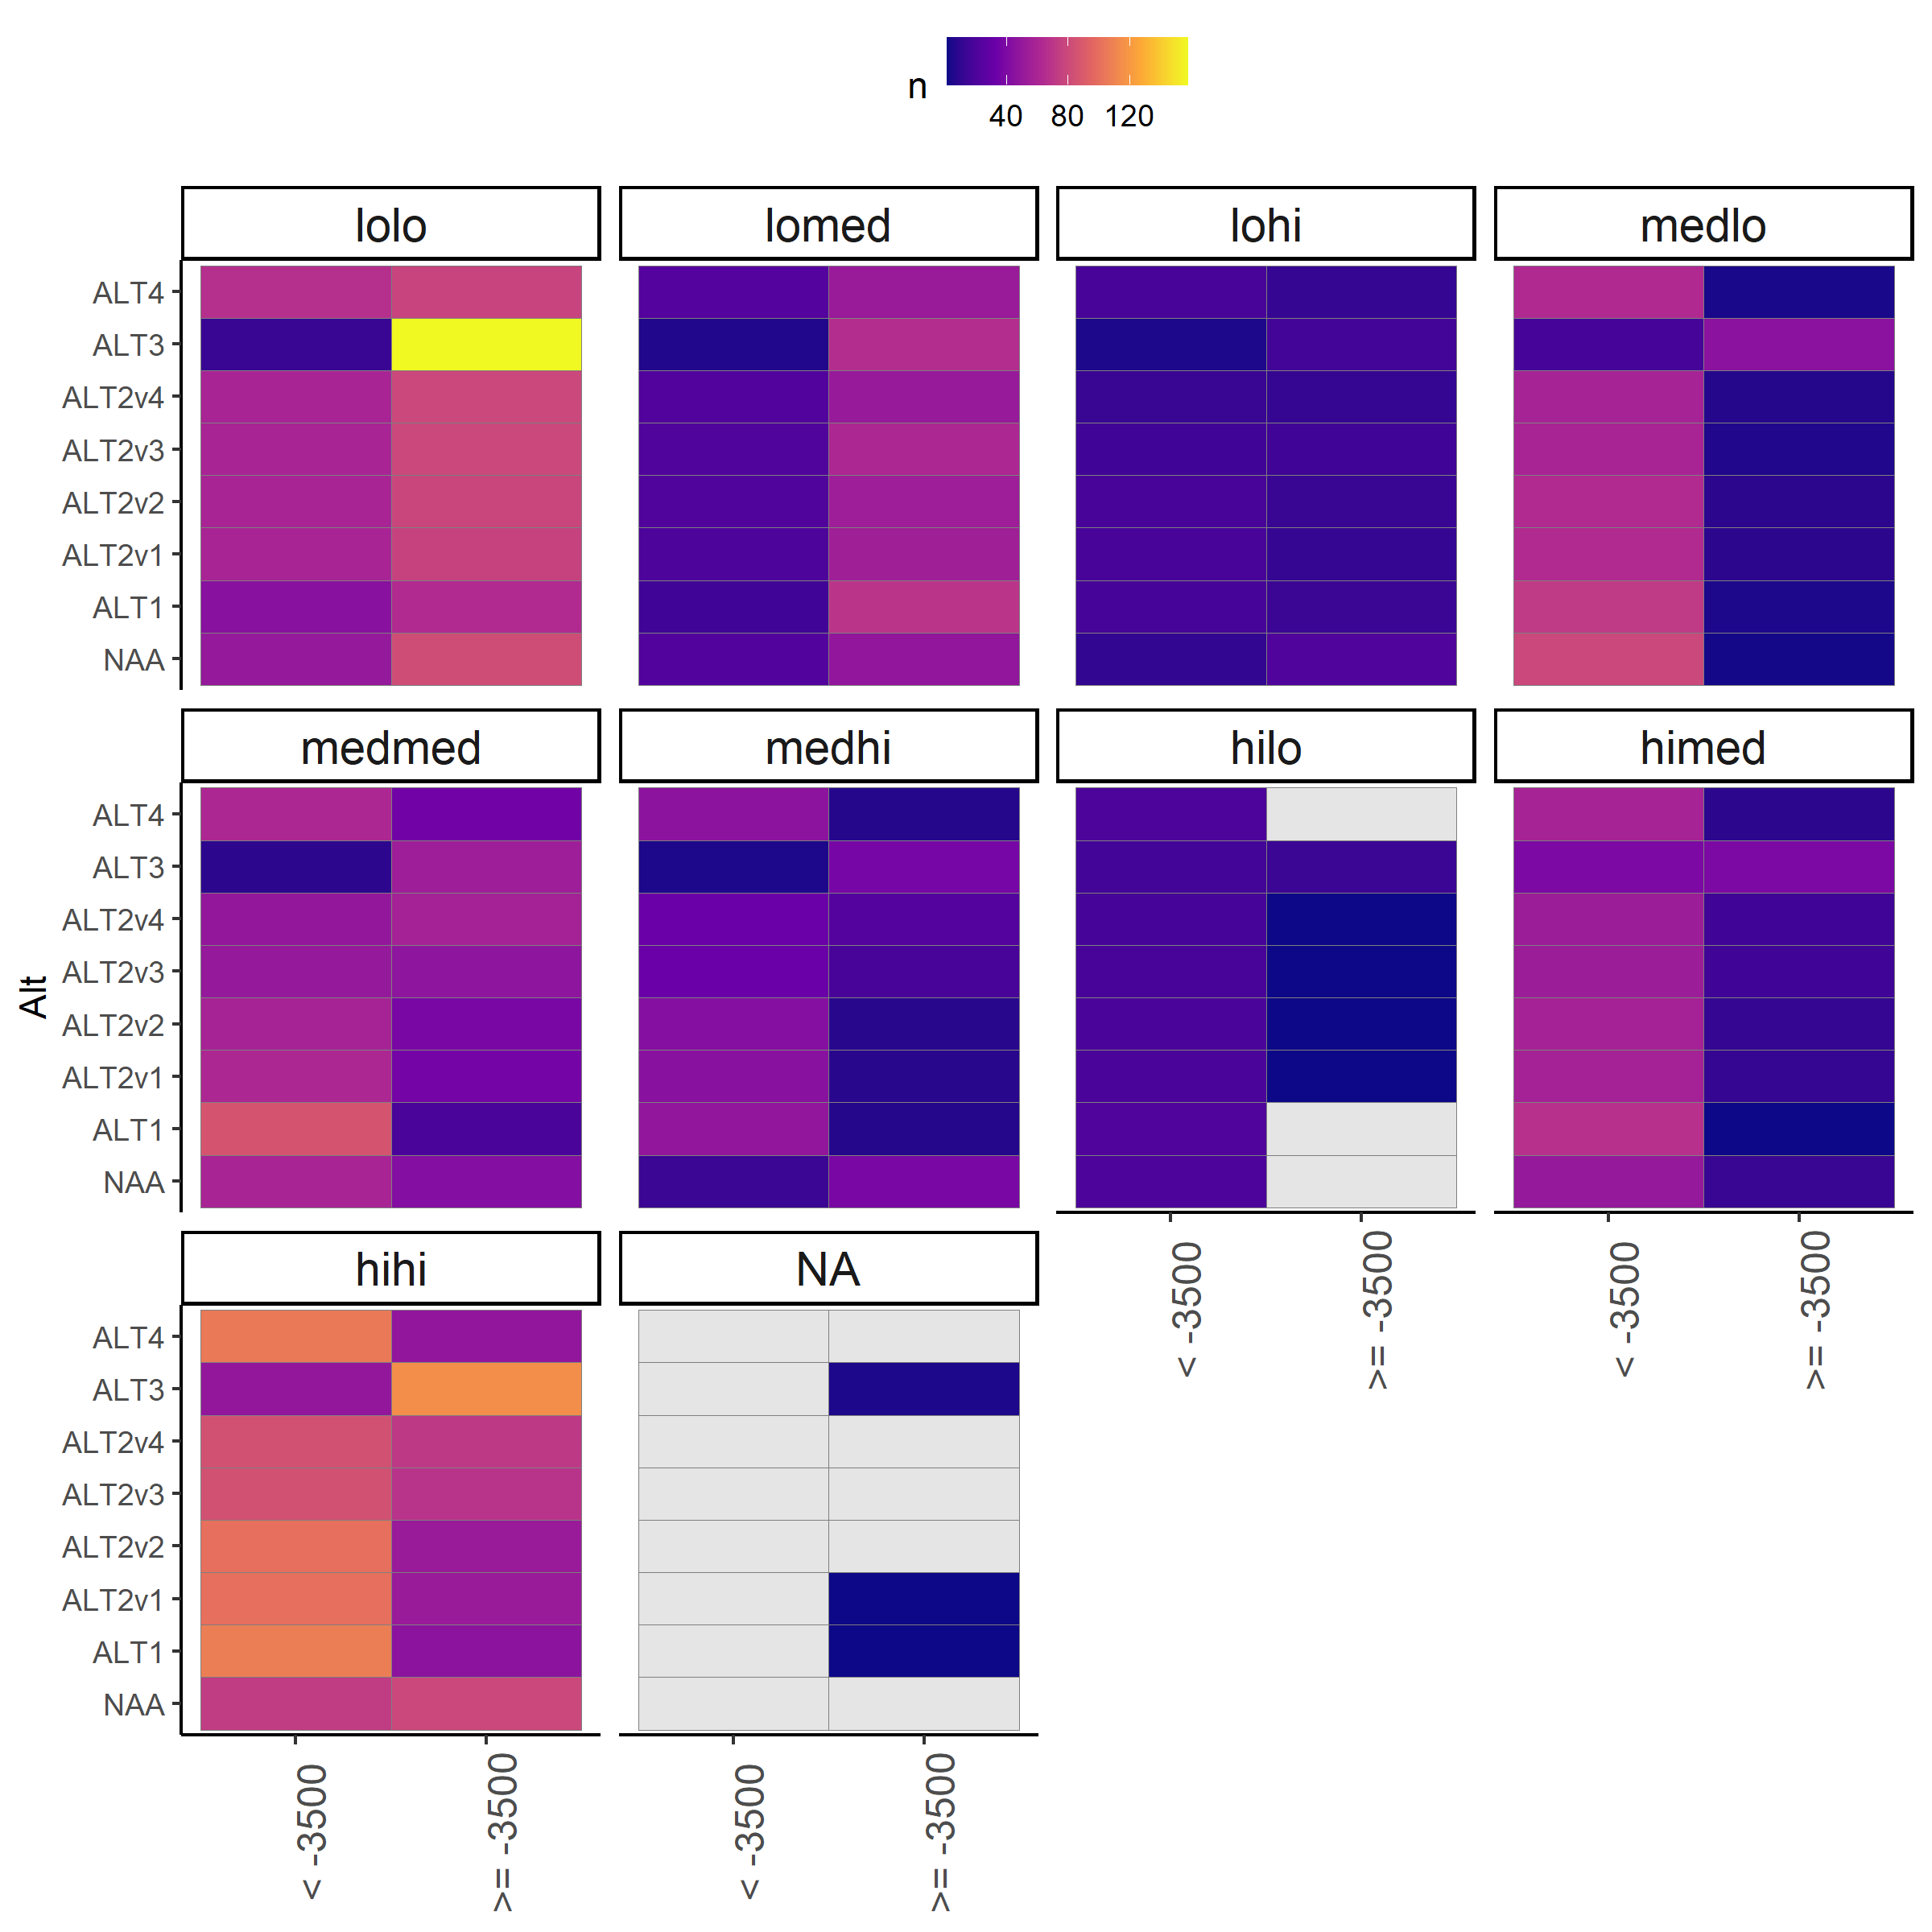 n
40 80 120
lolo lomed lohi medlo
ALT4
ALT3
ALT2v4
ALT2v3
ALT2v2
ALT2v1
ALT1
NAA
medmed medhi hilo himed
ALT4
ALT3
ALT2v4
ALT2v3
ALT2v2
ALT2v1
ALT1
NAA
Alt
< -3500 >= -3500 < -3500 >= -3500
hihi NA
ALT4
ALT3
ALT2v4
ALT2v3
ALT2v2
ALT2v1
ALT1
NAA
< -3500 >= -3500 < -3500 >= -3500